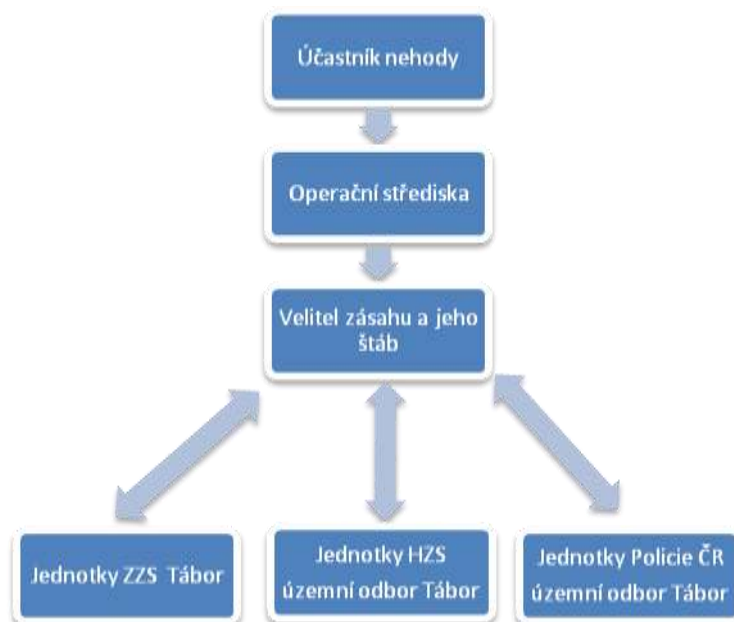 Účastník nehody
Operační střediska
Velitel zásahu a jeho
štáb
Jednotky ZZS Tábor
Jednotky HZS
územní odbor Tábor
Jednotky Policie ČR
územní odbor Tábor